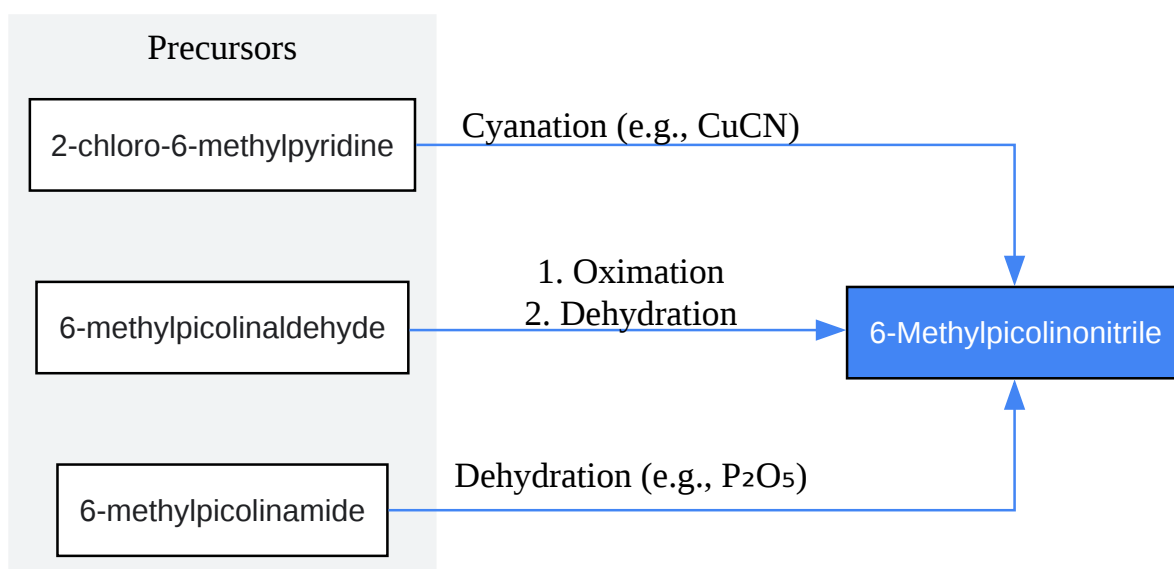 Precursors
2-chloro-6-methylpyridine
Cyanation (e.g., CuCN)
1. Oximation
2. Dehydration
6-methylpicolinaldehyde
6-Methylpicolinonitrile
Dehydration (e.g., P₂O₅)
6-methylpicolinamide